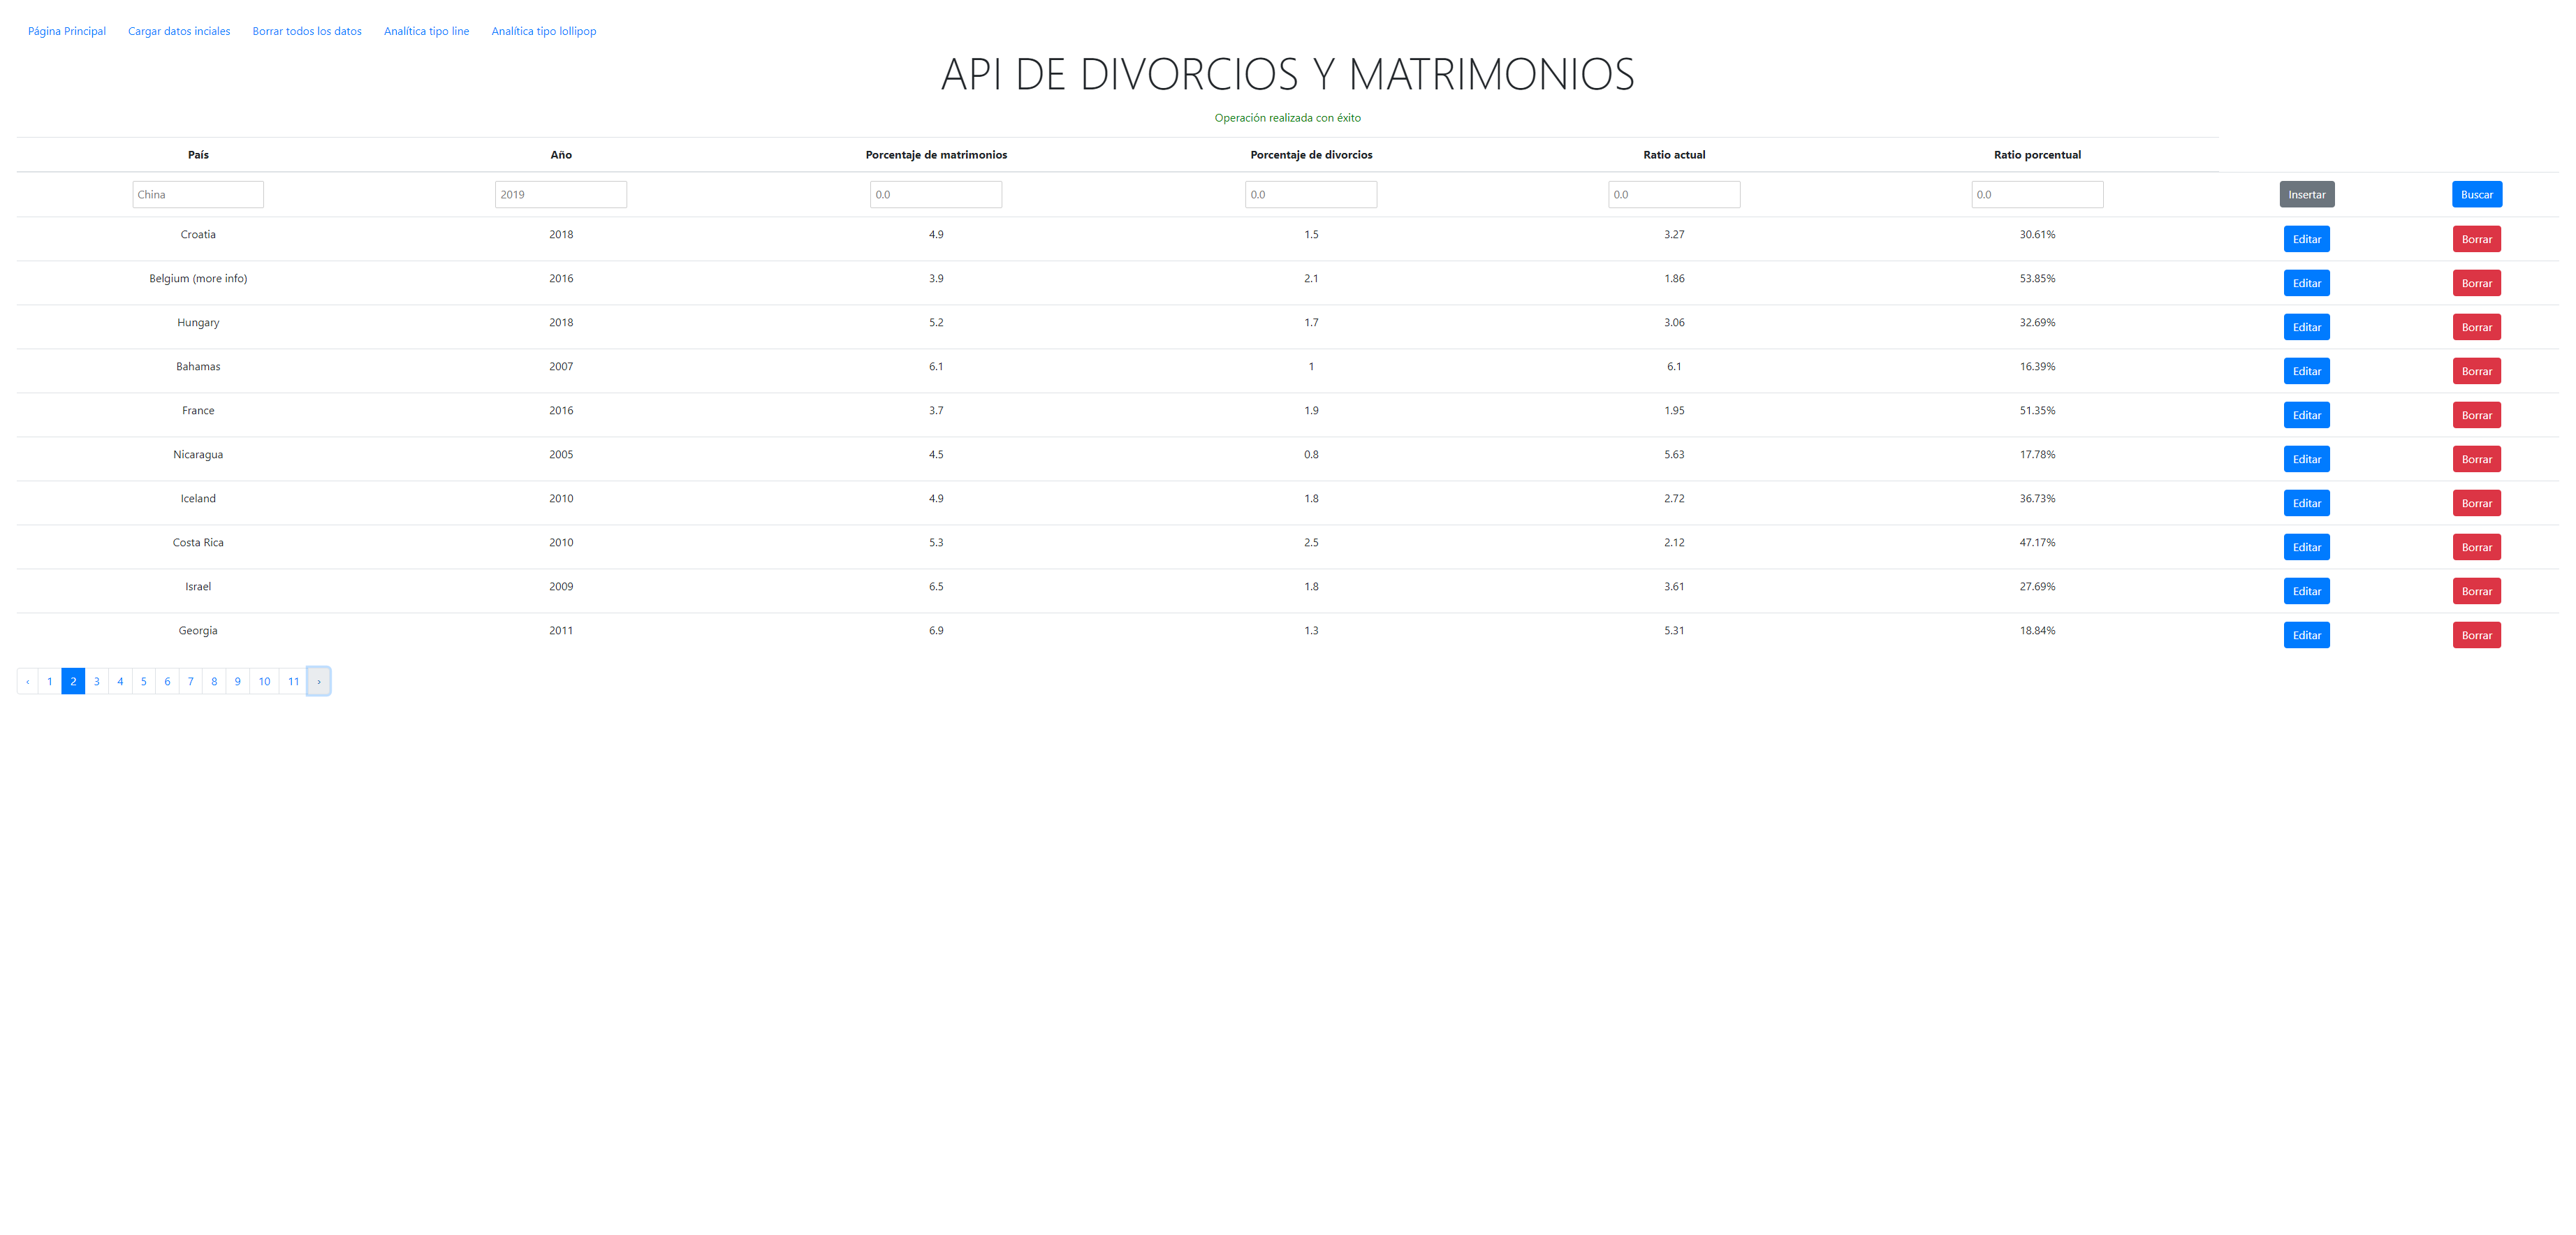 Página Principal Cargar datos inciales Borrar todos los datos Analítica tipo line Analítica tipo lollipop
API DE DIVORCIOS Y MATRIMONIOS
Operación realizada con éxito
País Año Porcentaje de matrimonios Porcentaje de divorcios Ratio actual Ratio porcentual
China 2019 0.0 0.0 0.0 0.0 Insertar Buscar
Croatia 2018 4.9 1.5 3.27 30.61% Editar Borrar
Belgium (more info) 2016 3.9 2.1 1.86 53.85% Editar Borrar
Hungary 2018 5.2 1.7 3.06 32.69% Editar Borrar
Bahamas 2007 6.1 1 6.1 16.39% Editar Borrar
France 2016 3.7 1.9 1.95 51.35% Editar Borrar
Nicaragua 2005 4.5 0.8 5.63 17.78% Editar Borrar
Iceland 2010 4.9 1.8 2.72 36.73% Editar Borrar
Costa Rica 2010 5.3 2.5 2.12 47.17% Editar Borrar
Israel 2009 6.5 1.8 3.61 27.69% Editar Borrar
Georgia 2011 6.9 1.3 5.31 18.84% Editar Borrar
‹ 1 2 3 4 5 6 7 8 9 10 11 ›